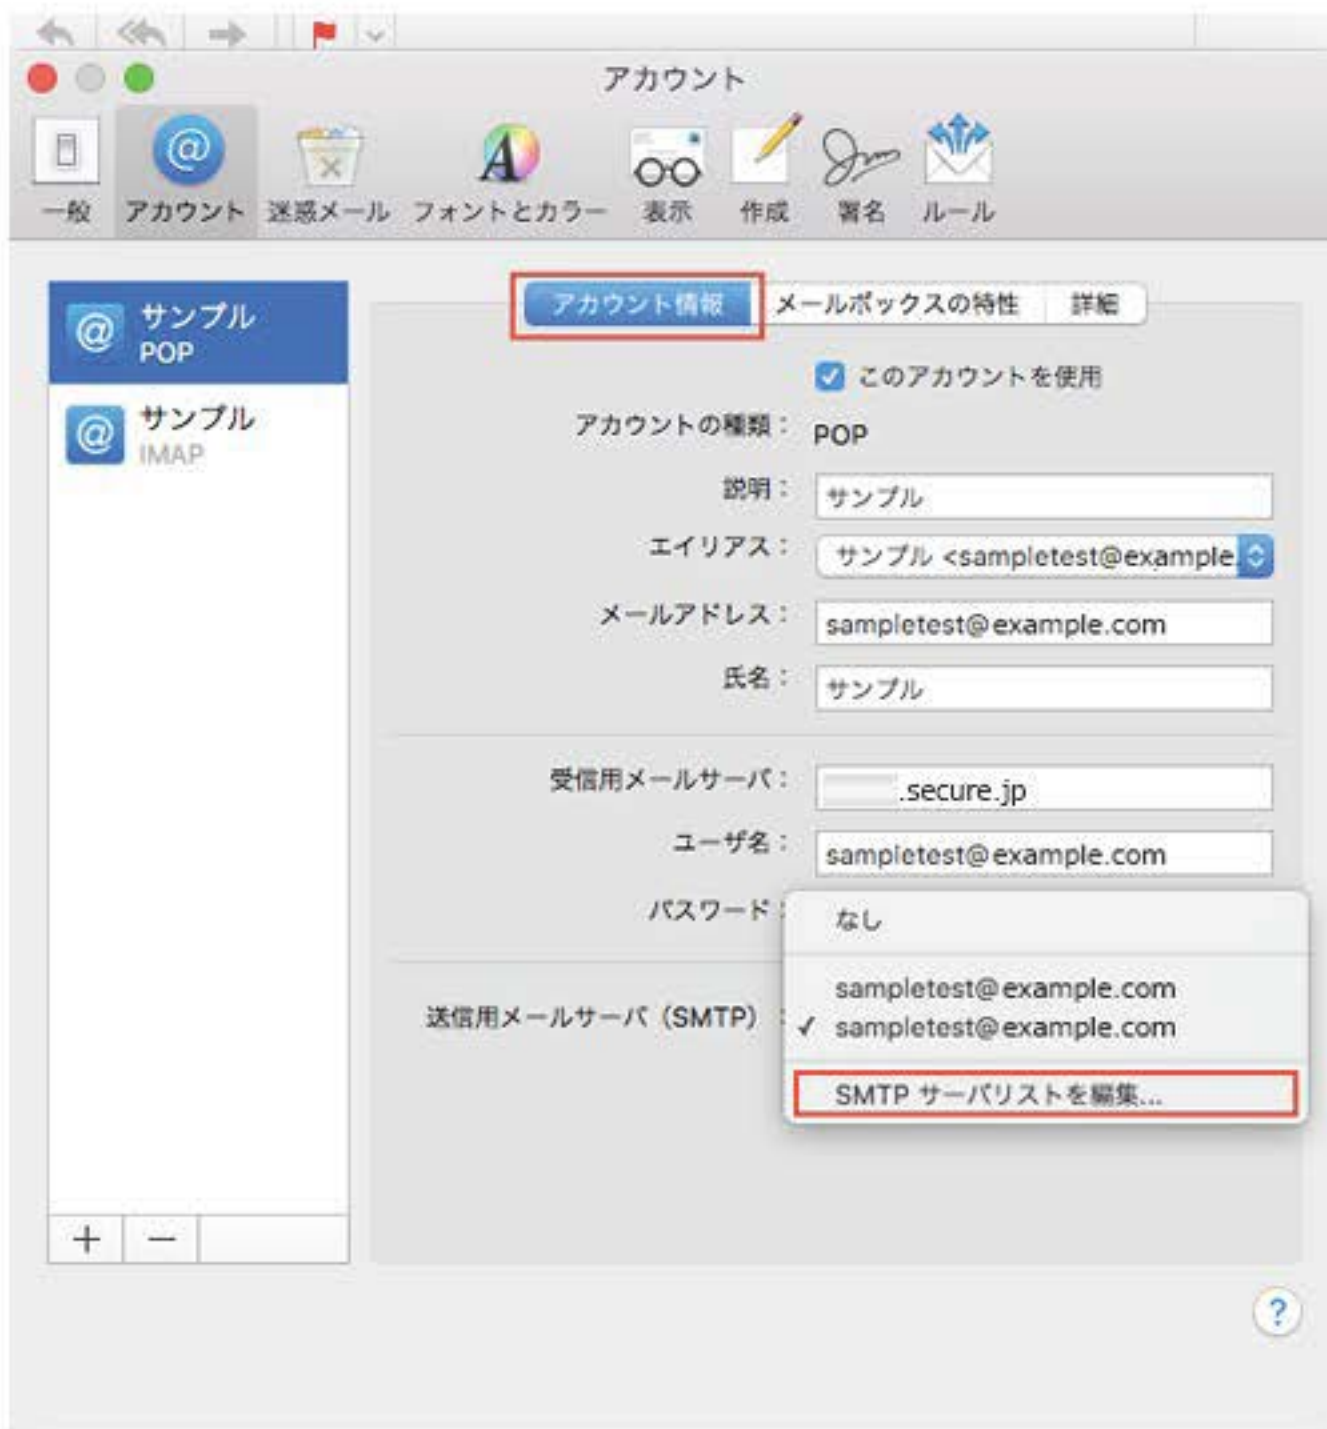 アカウント
一般 アカウント 迷惑メール フォントとカラー 表示 作成 署名 ルール
サンプル
POP
サンプル
IMAP
アカウント情報 メールボックスの特性 詳細
このアカウントを使用
アカウントの種類： POP
説明： サンプル
エイリアス： サンプル <sampletest@example.
メールアドレス： sampletest@example.com
氏名： サンプル
受信用メールサーバ： .secure.jp
ユーザ名： sampletest@example.com
パスワード：
なし
sampletest@example.com
送信用メールサーバ（SMTP）： ✓ sampletest@example.com
SMTP サーバリストを編集...
+ −
?